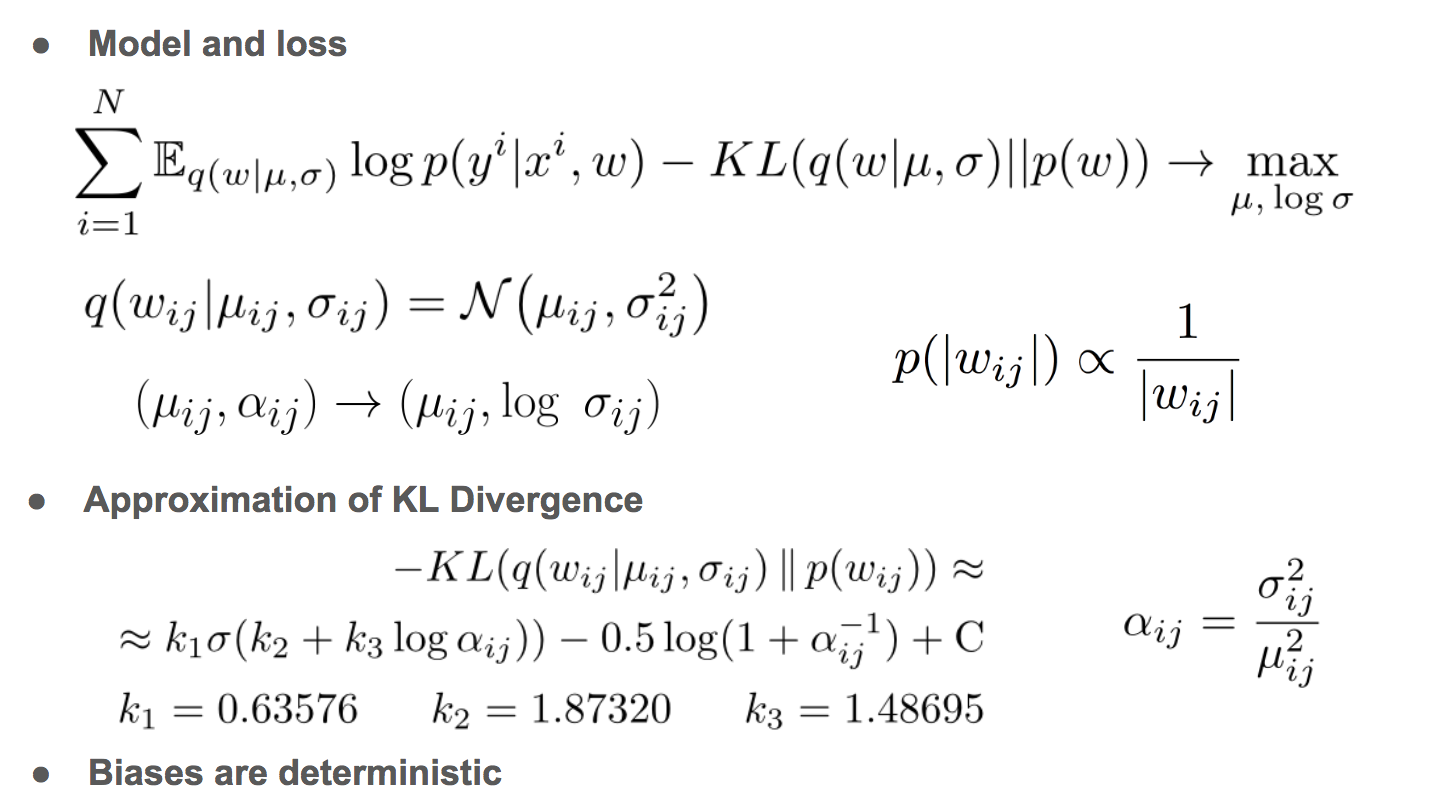 ● Model and loss
\sum_{i=1}^{N} \mathbb{E}_{q(w|\mu,\sigma)} \log p(y^i|x^i, w) - KL(q(w|\mu, \sigma)||p(w)) \to \max_{\mu, \log \sigma}
q(w_{ij}|\mu_{ij}, \sigma_{ij}) = \mathcal{N}(\mu_{ij}, \sigma_{ij}^2)
p(|w_{ij}|) \propto \frac{1}{|w_{ij}|}
(\mu_{ij}, \alpha_{ij}) \to (\mu_{ij}, \log \ \sigma_{ij})
● Approximation of KL Divergence
-KL(q(w_{ij}|\mu_{ij}, \sigma_{ij}) \| p(w_{ij})) \approx
\approx k_1\sigma(k_2 + k_3 \log \alpha_{ij})) - 0.5 \log(1 + \alpha_{ij}^{-1}) + C
\alpha_{ij} = \frac{\sigma_{ij}^2}{\mu_{ij}^2}
k_1 = 0.63576 k_2 = 1.87320 k_3 = 1.48695
● Biases are deterministic